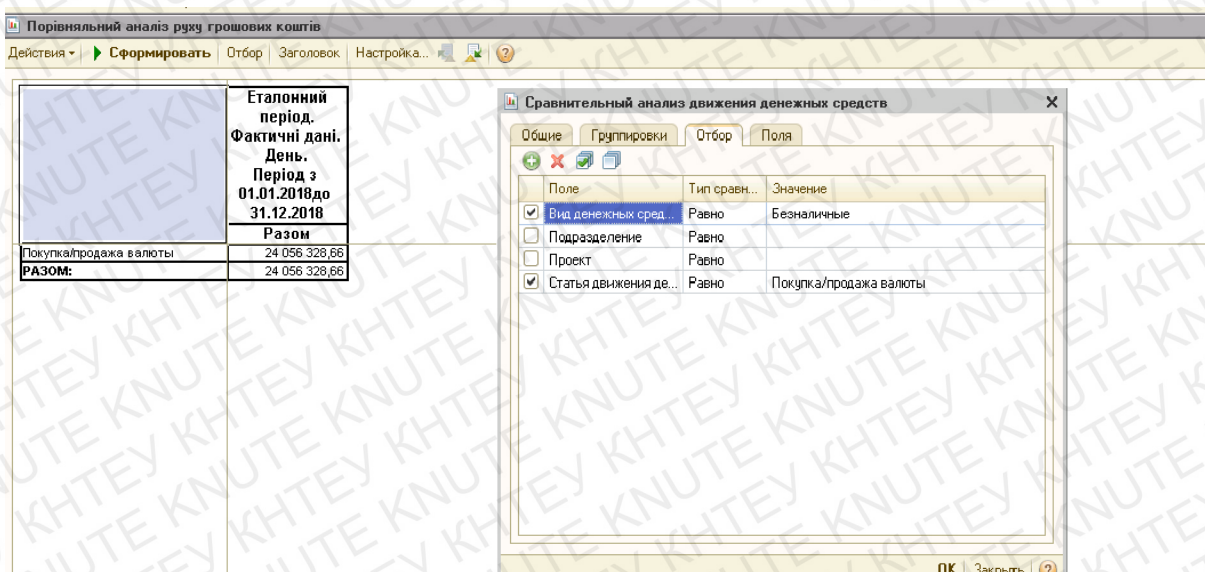 Порівняльний аналіз руху грошових коштів
Действия Сформировать Отбор Заголовок Настройка... ?
Еталонний
період.
Фактичні дані.
День.
Період з
01.01.2018до
31.12.2018
Разом
Покупка/продажа валюты 24 056 328,66
РАЗОМ: 24 056 328,66
Сравнительный анализ движения денежных средств
Общие Группировки Отбор Поля
Поле Тип сравн... Значение
Вид денежных сред... Равно Безналичные
Подразделение Равно
Проект Равно
Статья движения де... Равно Покупка/продажа валюты
OK Закрыть ?
КНТЕУ KNUTE